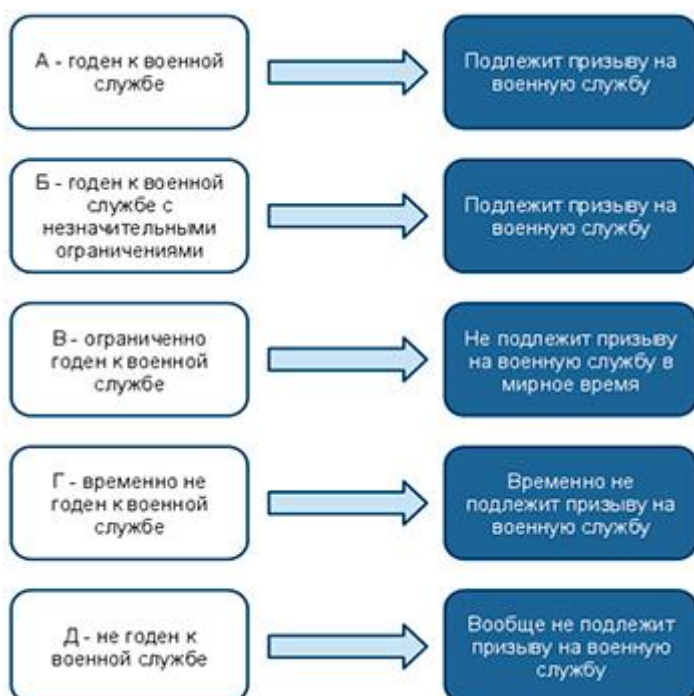 А - годен к военной
службе
Подлежит призыву на
военную службу
Б - годен к военной
службе с
незначительными
ограничениями
Подлежит призыву на
военную службу
В - ограниченно
годен к военной
службе
Не подлежит призыву
на военную службу в
мирное время
Г - временно не
годен к военной
службе
Временно не
подлежит призыву на
военную службу
Д - не годен к
военной службе
Вообще не подлежит
призыву на военную
службу